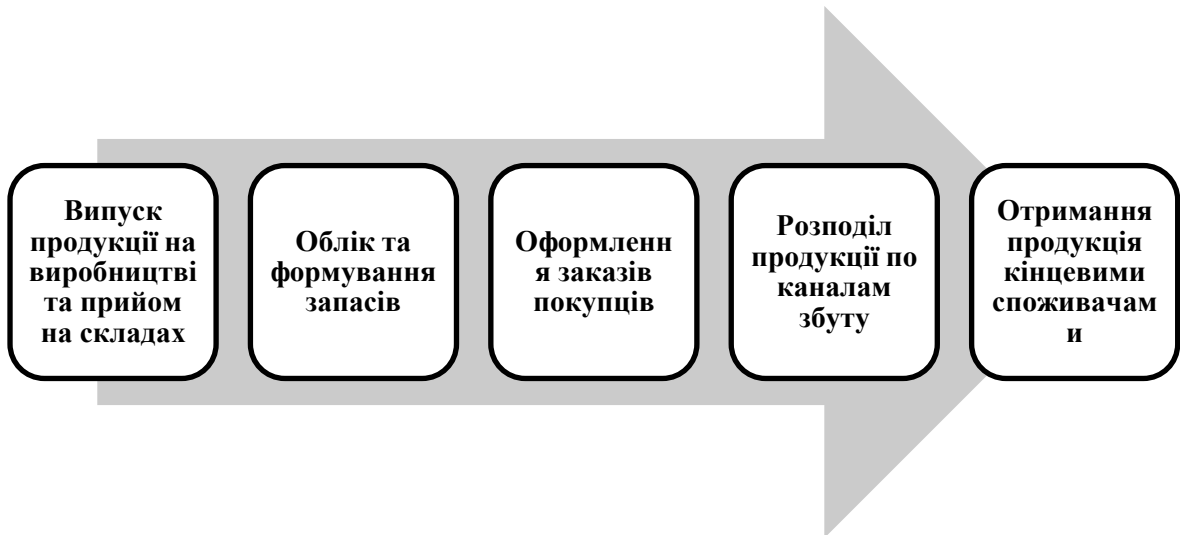 Випуск
продукції на
виробництві
та прийом
на складах
Облік та
формування
запасів
Оформленн
я заказів
покупців
Розподіл
продукції по
каналам
збуту
Отримання
продукція
кінцевими
споживачам
и